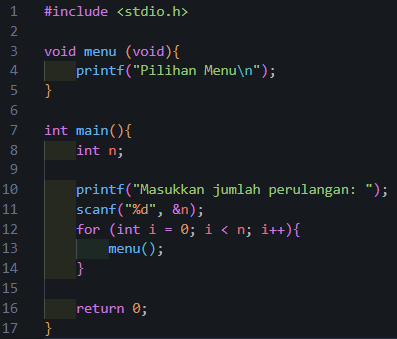 1 #include <stdio.h>
2
3 void menu (void){
4     printf("Pilihan Menu\n");
5 }
6
7 int main(){
8     int n;
9
10     printf("Masukkan jumlah perulangan: ");
11     scanf("%d", &n);
12     for (int i = 0; i < n; i++){
13         menu();
14     }
15
16     return 0;
17 }